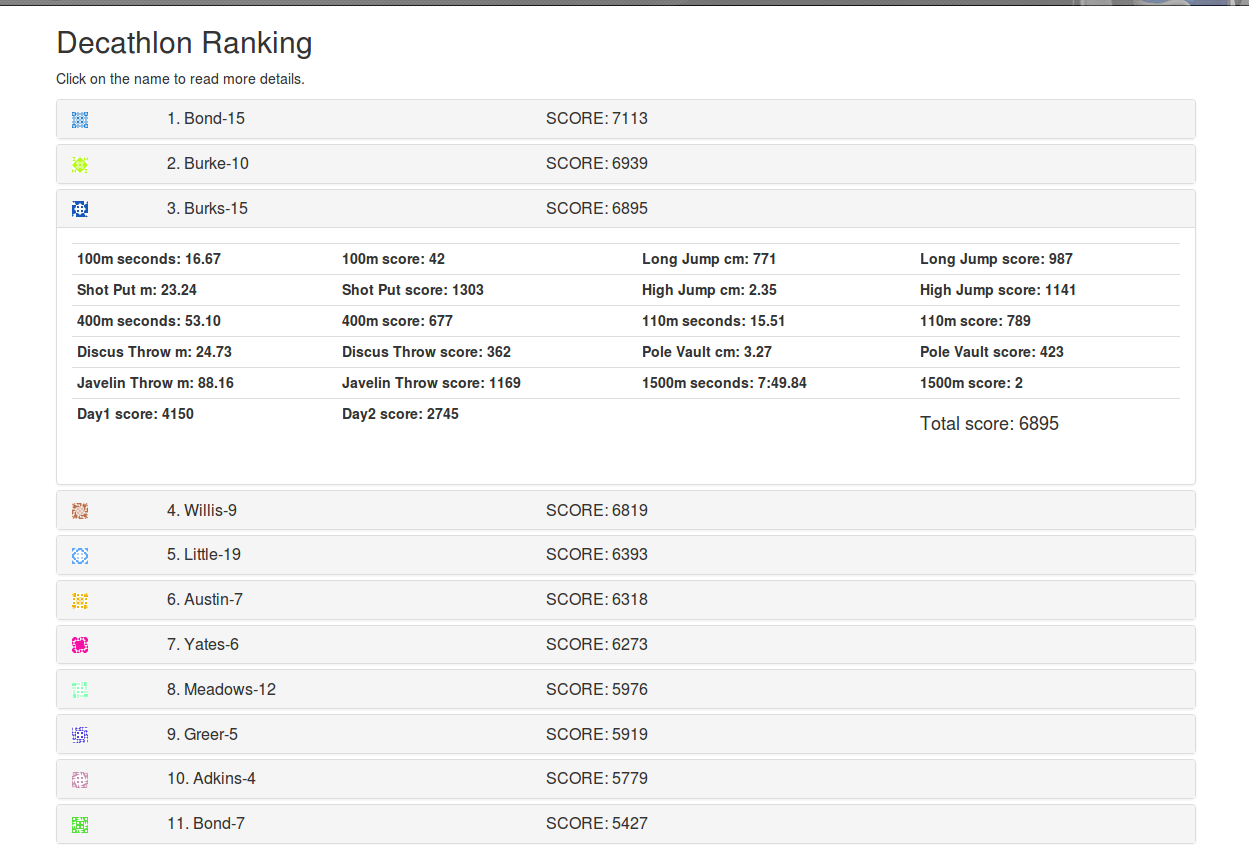 Decathlon Ranking
Click on the name to read more details.
1. Bond-15 SCORE: 7113
2. Burke-10 SCORE: 6939
3. Burks-15 SCORE: 6895
100m seconds: 16.67 100m score: 42 Long Jump cm: 771 Long Jump score: 987
Shot Put m: 23.24 Shot Put score: 1303 High Jump cm: 2.35 High Jump score: 1141
400m seconds: 53.10 400m score: 677 110m seconds: 15.51 110m score: 789
Discus Throw m: 24.73 Discus Throw score: 362 Pole Vault cm: 3.27 Pole Vault score: 423
Javelin Throw m: 88.16 Javelin Throw score: 1169 1500m seconds: 7:49.84 1500m score: 2
Day1 score: 4150 Day2 score: 2745 Total score: 6895
4. Willis-9 SCORE: 6819
5. Little-19 SCORE: 6393
6. Austin-7 SCORE: 6318
7. Yates-6 SCORE: 6273
8. Meadows-12 SCORE: 5976
9. Greer-5 SCORE: 5919
10. Adkins-4 SCORE: 5779
11. Bond-7 SCORE: 5427